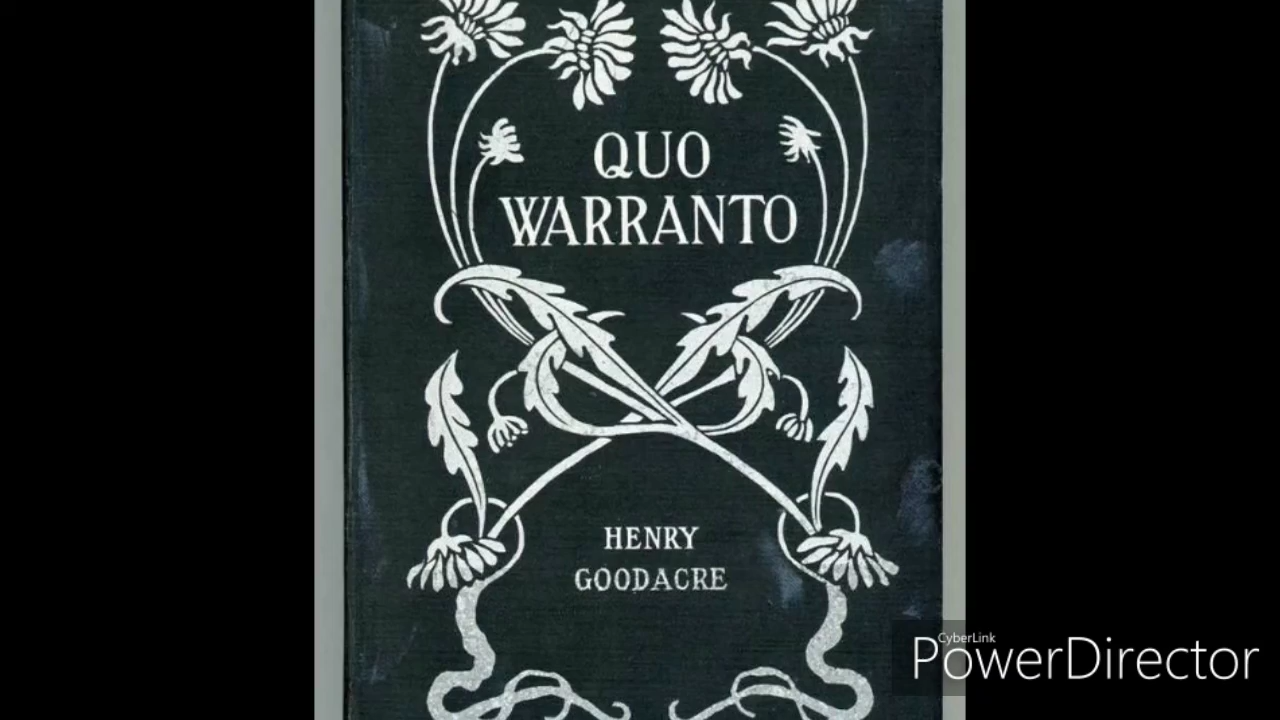 QUO
WARRANTO
HENRY
GOODACRE
CyberLink
PowerDirector